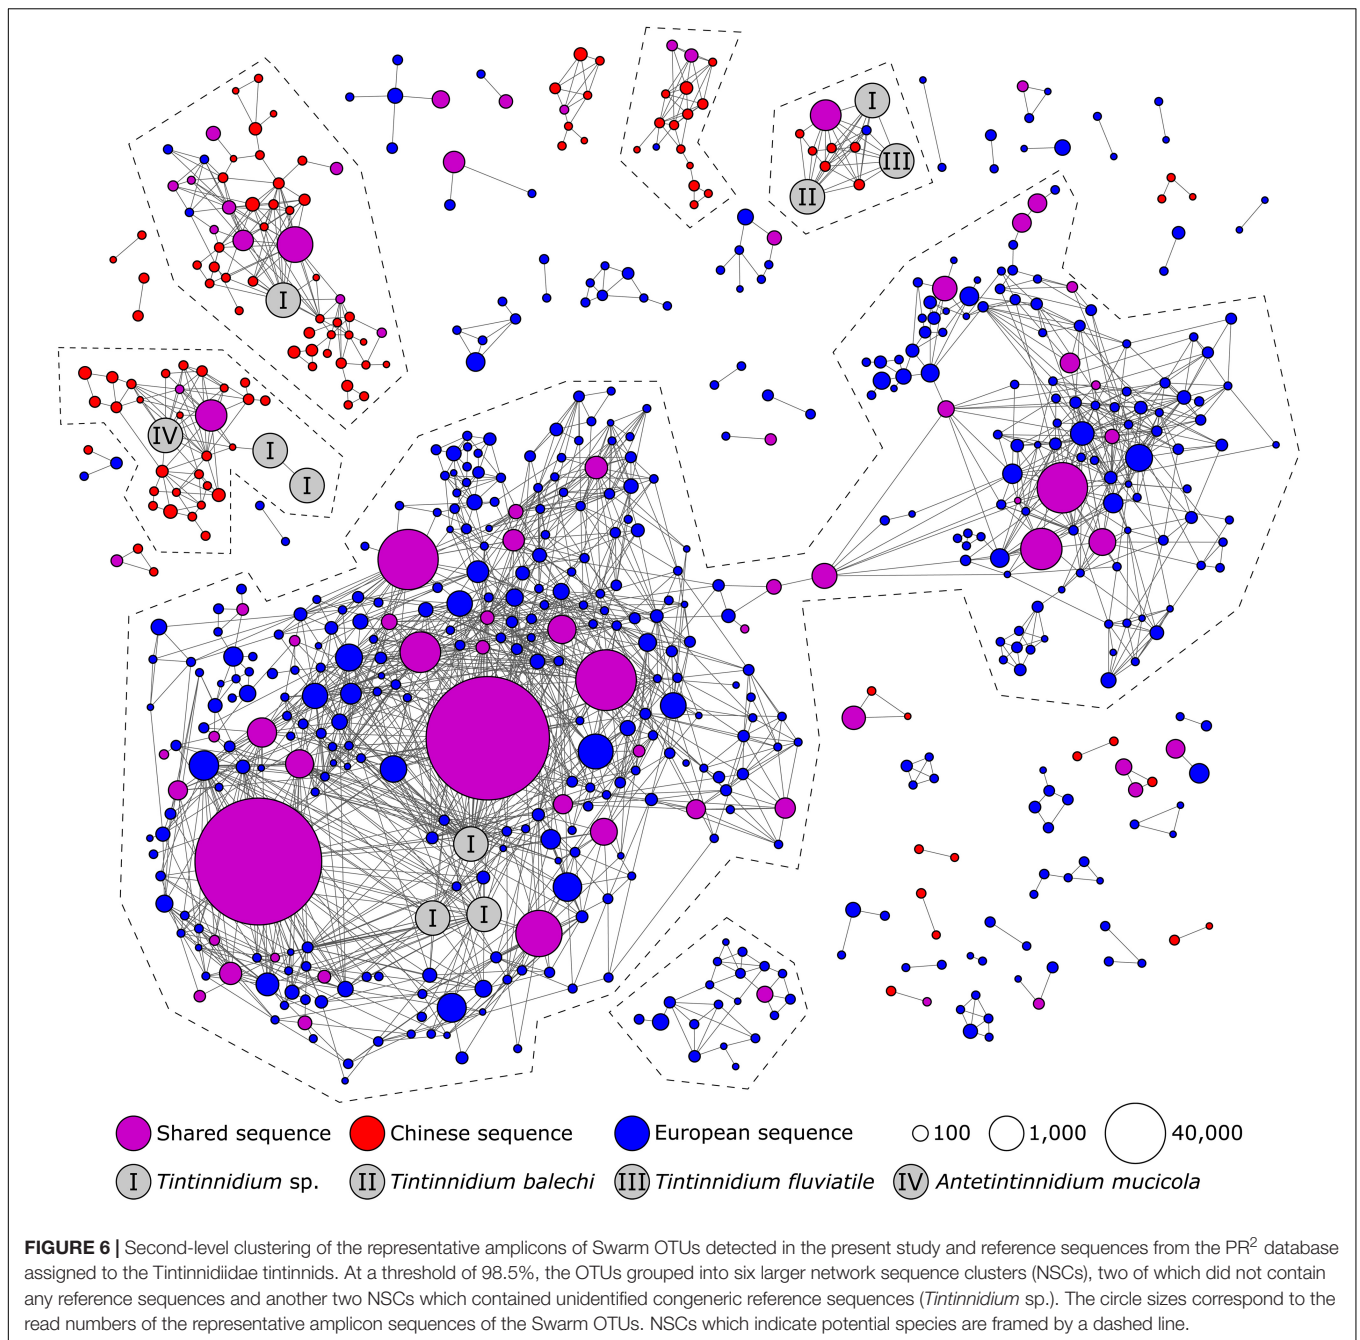 I
II
III
I
IV
I
I
I
I
I
Shared sequence Chinese sequence European sequence 100 1,000 40,000
I Tintinnidium sp. II Tintinnidium balechi III Tintinnidium fluviatile IV Antetintinnidium mucicola
FIGURE 6 | Second-level clustering of the representative amplicons of Swarm OTUs detected in the present study and reference sequences from the PR² database
assigned to the Tintinnidiidae tintinnids. At a threshold of 98.5%, the OTUs grouped into six larger network sequence clusters (NSCs), two of which did not contain
any reference sequences and another two NSCs which contained unidentified congeneric reference sequences (Tintinnidium sp.). The circle sizes correspond to the
read numbers of the representative amplicon sequences of the Swarm OTUs. NSCs which indicate potential species are framed by a dashed line.